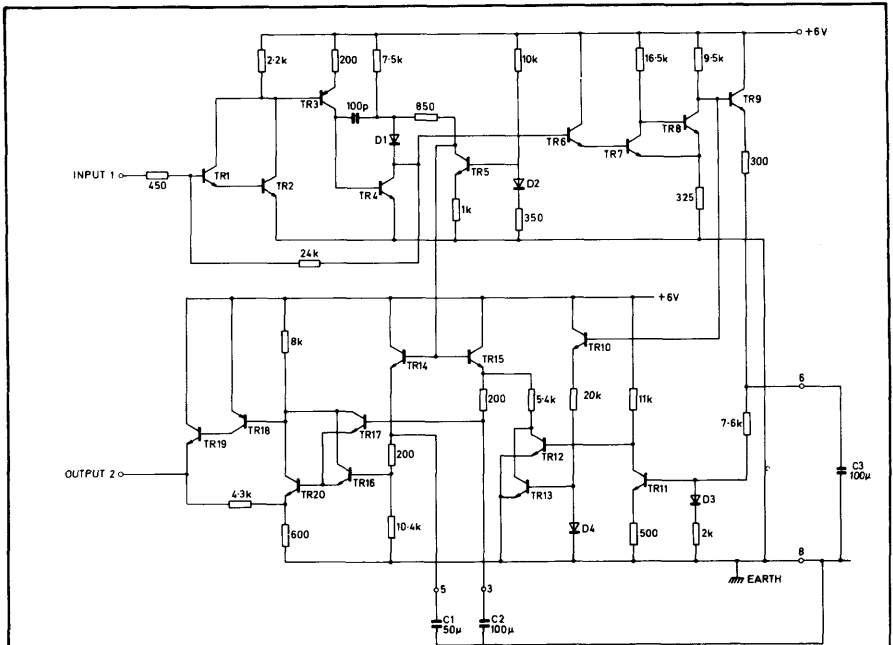 +6V
2·2k
200
7·5k
10k
16·5k
9·5k
TR3
100p
850
TR9
D1
TR6
TR8
TR7
INPUT 1
450
TR1
TR2
TR4
TR5
D2
300
1k
350
325
24k
+6V
8k
TR14
TR15
TR10
6
200
5·4k
20k
11k
7·6k
TR19
TR18
TR17
TR12
C3
100µ
OUTPUT 2
200
TR16
TR13
TR11
D3
TR20
4·3k
600
10·4k
D4
500
2k
8
EARTH
5
3
C1
50µ
C2
100µ